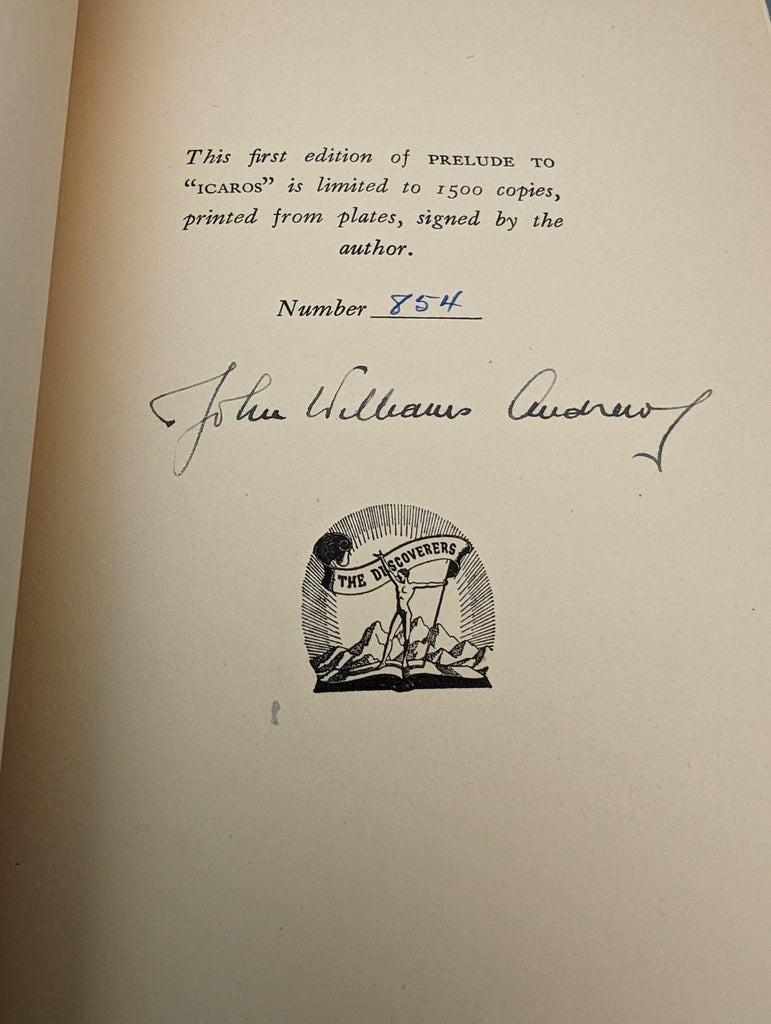 This first edition of PRELUDE TO
“ICAROS” is limited to 1500 copies,
printed from plates, signed by the
author.
Number 854
John Williams Andrews
THE DISCOVERERS